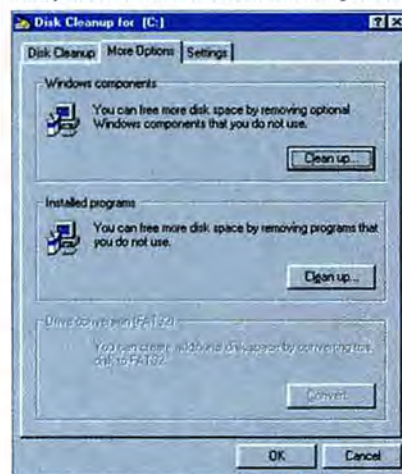 Disk Cleanup for (C:)
Disk Cleanup More Options Settings
Windows components
You can free more disk space by removing optional
Windows components that you do not use.
Clean up...
Installed programs
You can free more disk space by removing programs that
you do not use.
Clean up...
Drive conversion (FAT32)
You can create additional disk space by converting the
disk to FAT32.
Convert...
OK Cancel